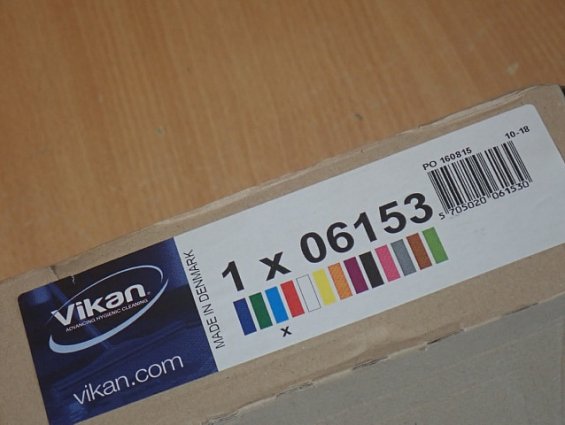 Vikan
ADVANCING HYGIENIC CLEANING
vikan.com
MADE IN DENMARK
1 x 06153
x
PO 160815
10-18
5 705020 061530